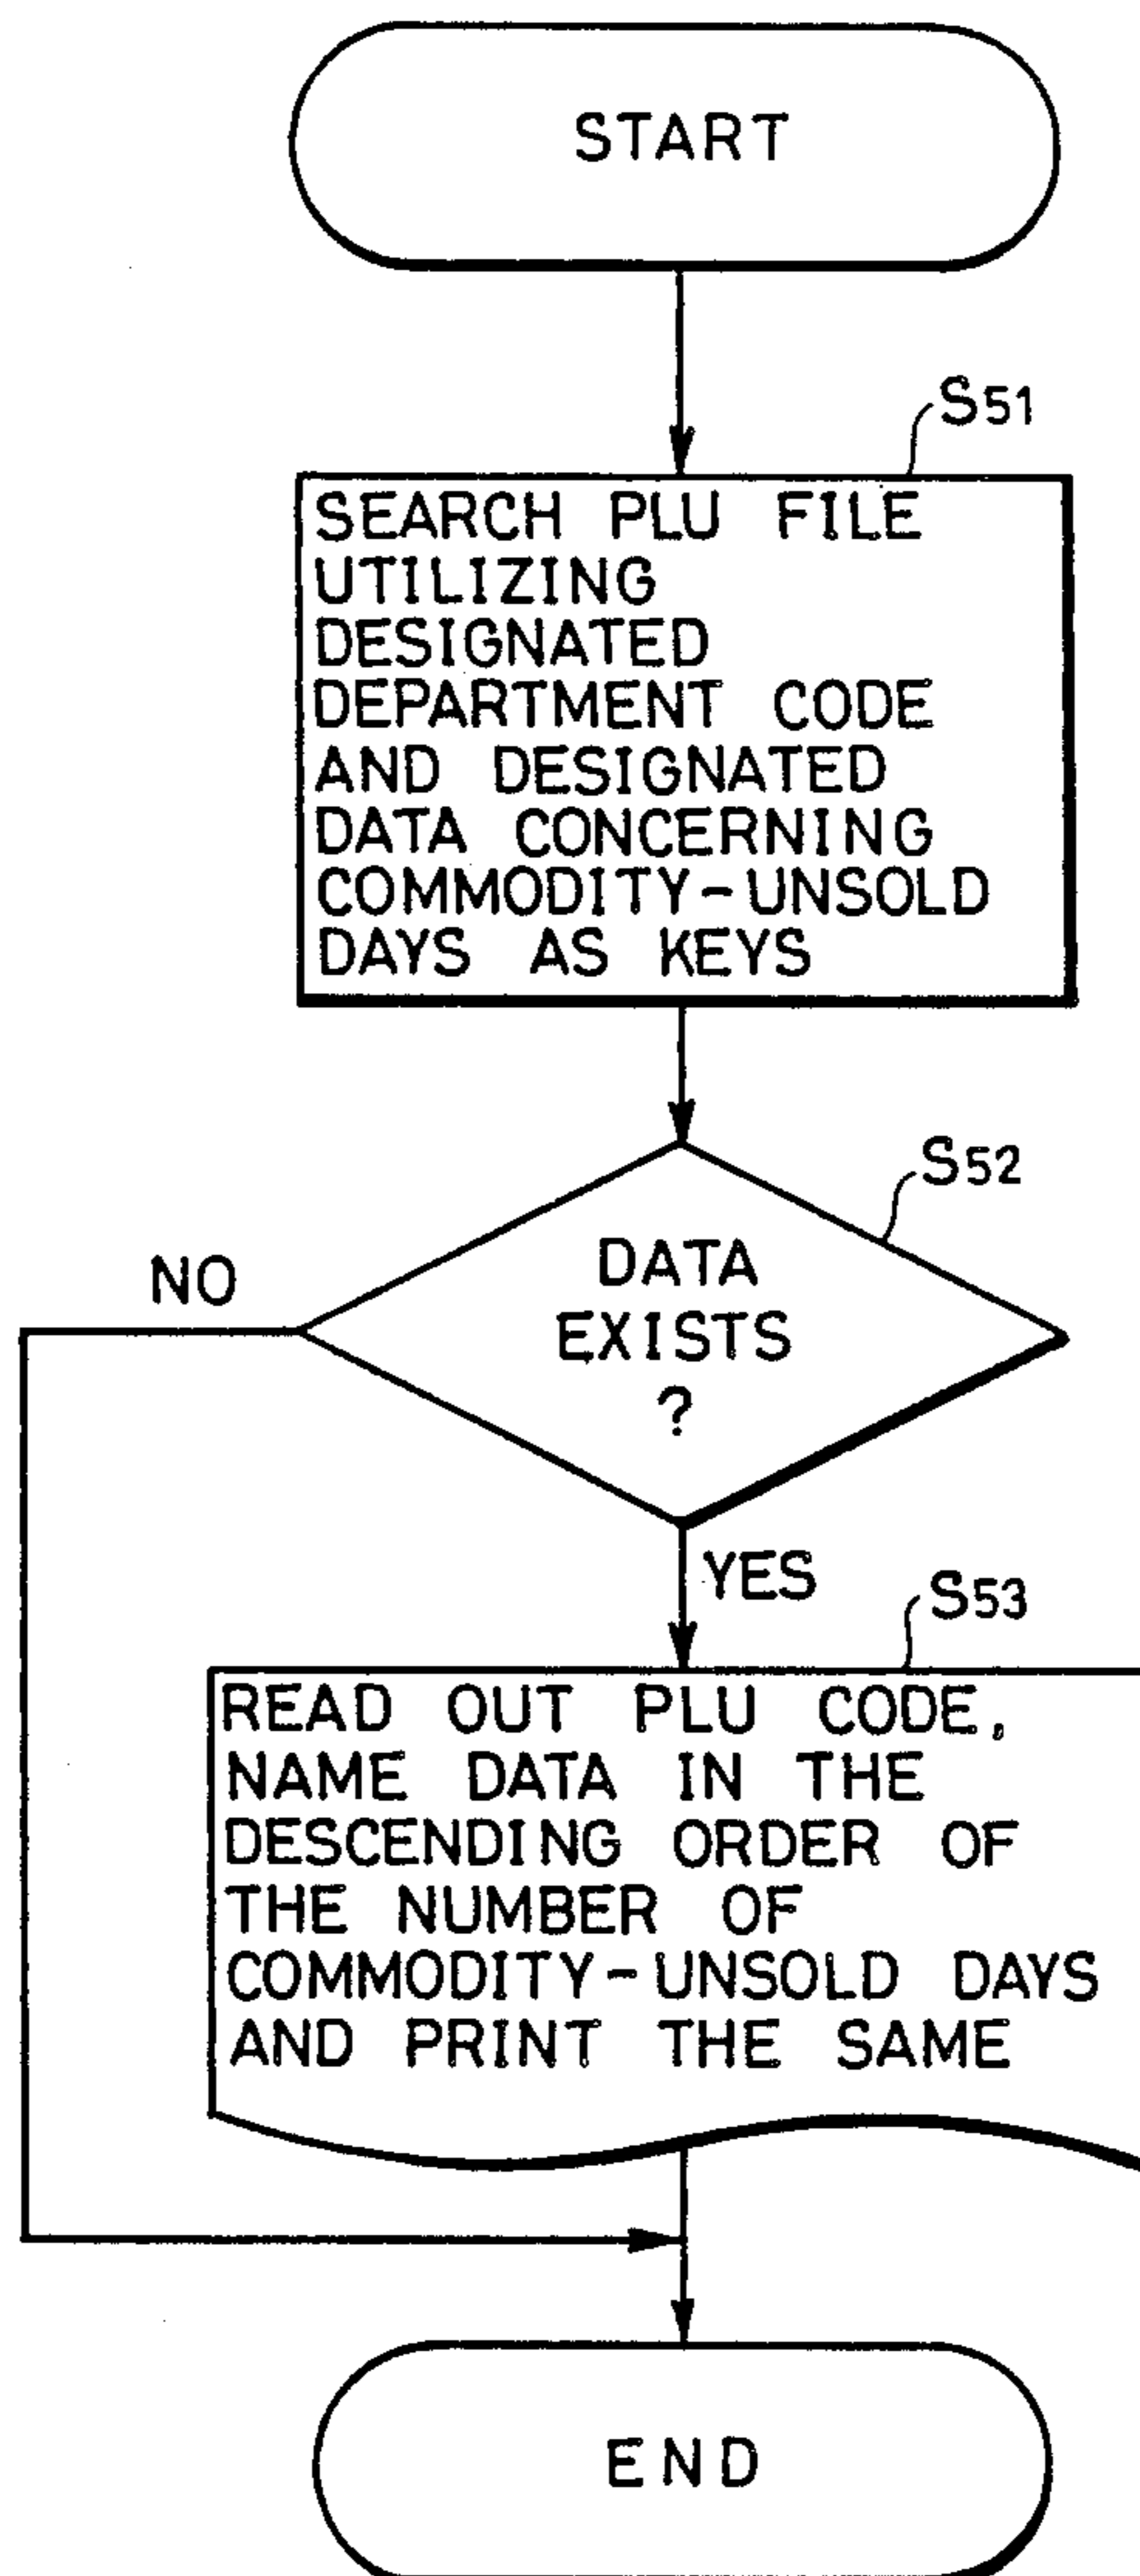 START
S51
SEARCH PLU FILE
UTILIZING
DESIGNATED
DEPARTMENT CODE
AND DESIGNATED
DATA CONCERNING
COMMODITY-UNSOLD
DAYS AS KEYS
S52
NO
DATA
EXISTS
?
YES
S53
READ OUT PLU CODE,
NAME DATA IN THE
DESCENDING ORDER OF
THE NUMBER OF
COMMODITY-UNSOLD DAYS
AND PRINT THE SAME
END